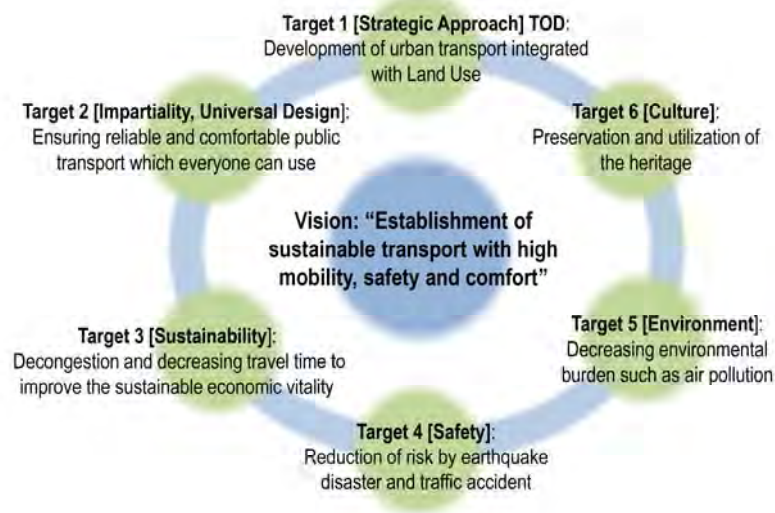 Target 1 [Strategic Approach] TOD:
Development of urban transport integrated
with Land Use
Target 2 [Impartiality, Universal Design]:
Ensuring reliable and comfortable public
transport which everyone can use
Target 6 [Culture]:
Preservation and utilization of
the heritage
Vision: “Establishment of
sustainable transport with high
mobility, safety and comfort”
Target 3 [Sustainability]:
Decongestion and decreasing travel time to
improve the sustainable economic vitality
Target 5 [Environment]:
Decreasing environmental
burden such as air pollution
Target 4 [Safety]:
Reduction of risk by earthquake
disaster and traffic accident